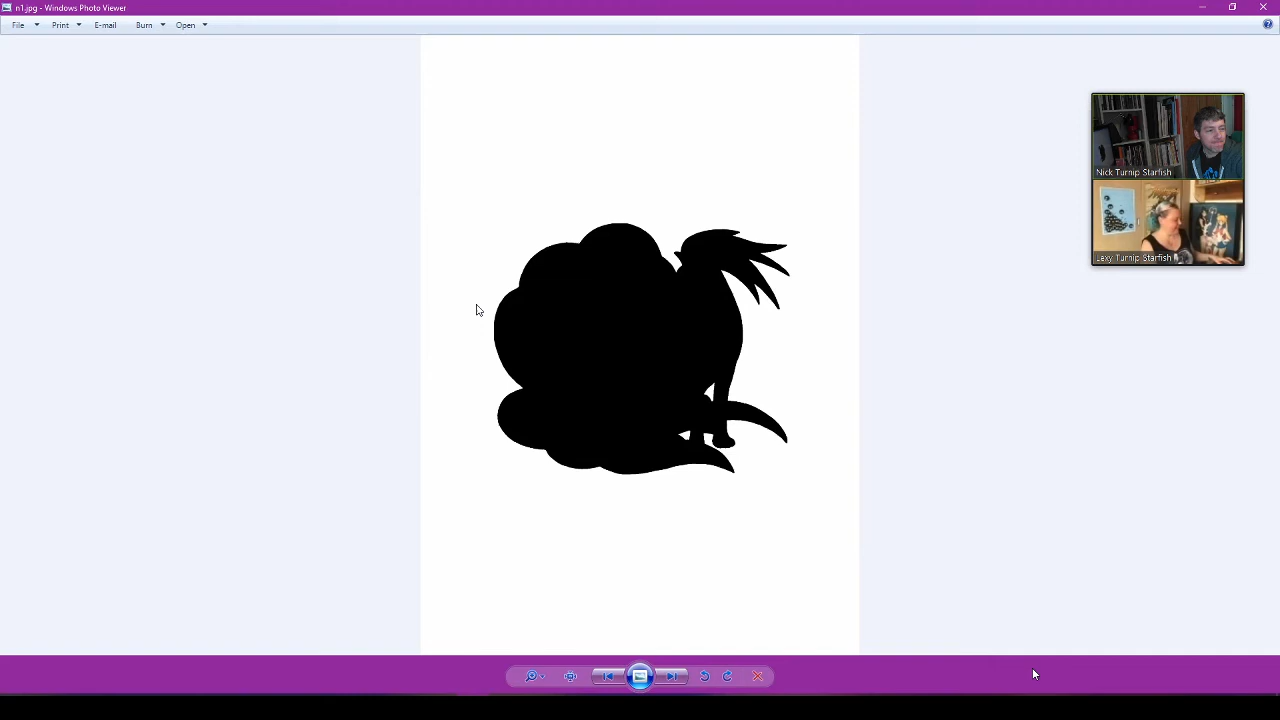 n1.jpg - Windows Photo Viewer
File Print E-mail Burn Open
Nick Turnip Starfish
Lexy Turnip Starfish